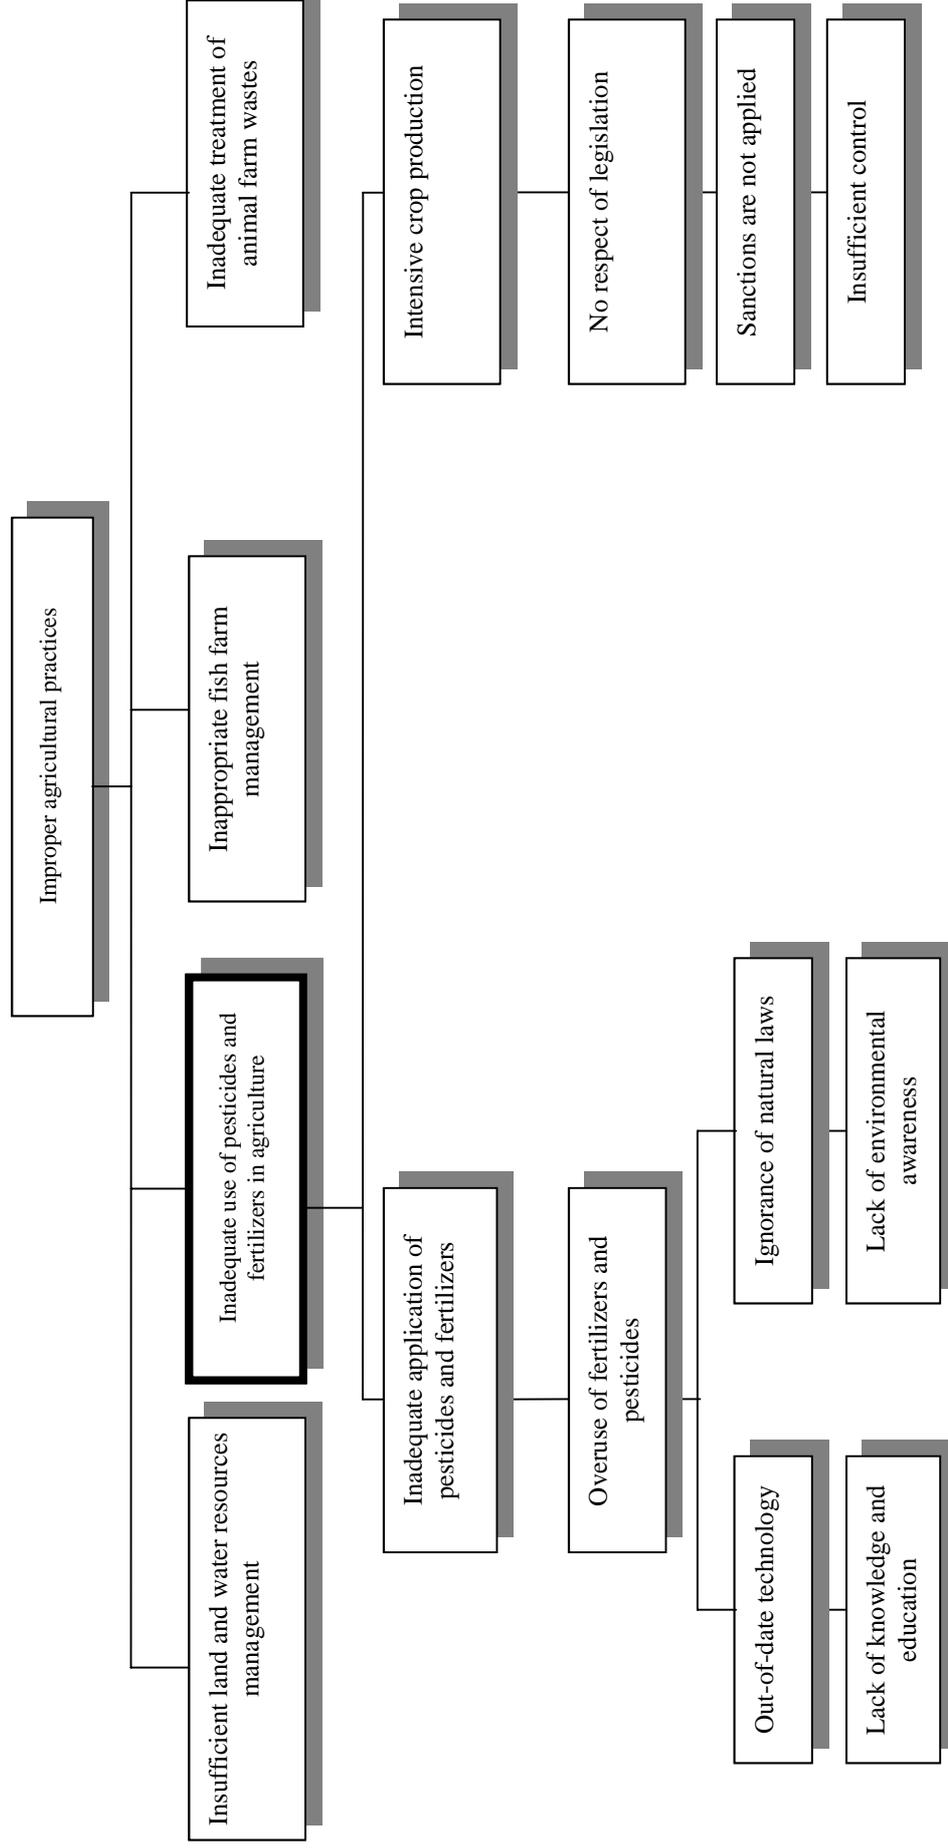 Improper agricultural practices
Insufficient land and water resources
management
Inadequate use of pesticides and
fertilizers in agriculture
Inappropriate fish farm
management
Inadequate treatment of
animal farm wastes
Inadequate application of
pesticides and fertilizers
Intensive crop production
Overuse of fertilizers and
pesticides
No respect of legislation
Out-of-date technology
Ignorance of natural laws
Sanctions are not applied
Lack of knowledge and
education
Lack of environmental
awareness
Insufficient control